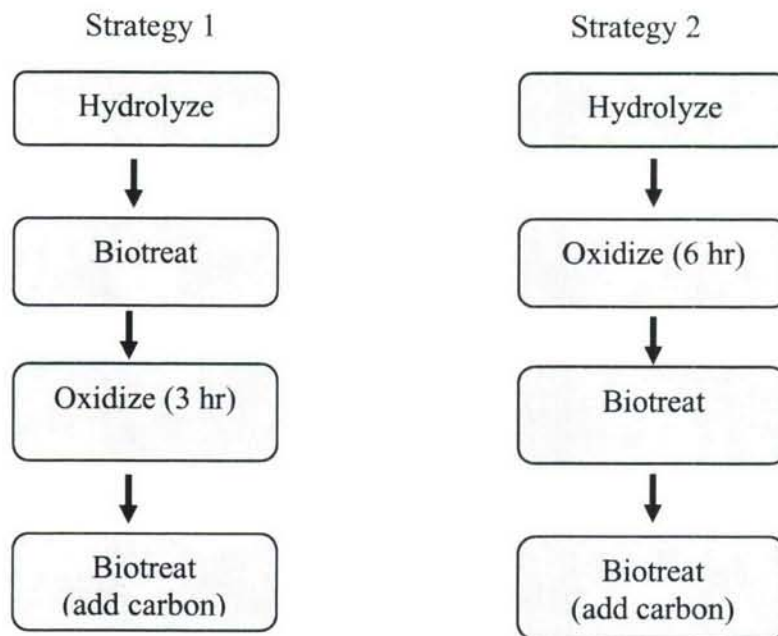 Strategy 1
Hydrolyze
Biotreat
Oxidize (3 hr)
Biotreat
(add carbon)
Strategy 2
Hydrolyze
Oxidize (6 hr)
Biotreat
Biotreat
(add carbon)